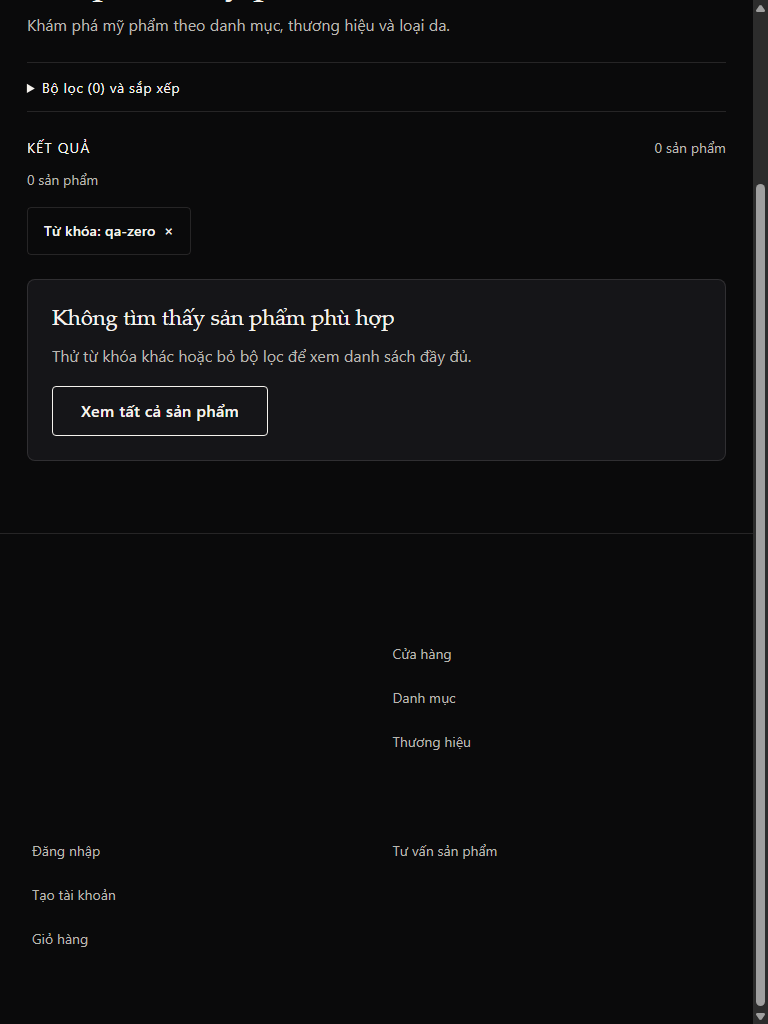 Khám phá mỹ phẩm theo danh mục, thương hiệu và loại da.
Bộ lọc (0) và sắp xếp
KẾT QUẢ
0 sản phẩm
0 sản phẩm
Từ khóa: qa-zero ×
Không tìm thấy sản phẩm phù hợp
Thử từ khóa khác hoặc bỏ bộ lọc để xem danh sách đầy đủ.
Xem tất cả sản phẩm
Cửa hàng
Danh mục
Thương hiệu
Đăng nhập
Tạo tài khoản
Giỏ hàng
Tư vấn sản phẩm